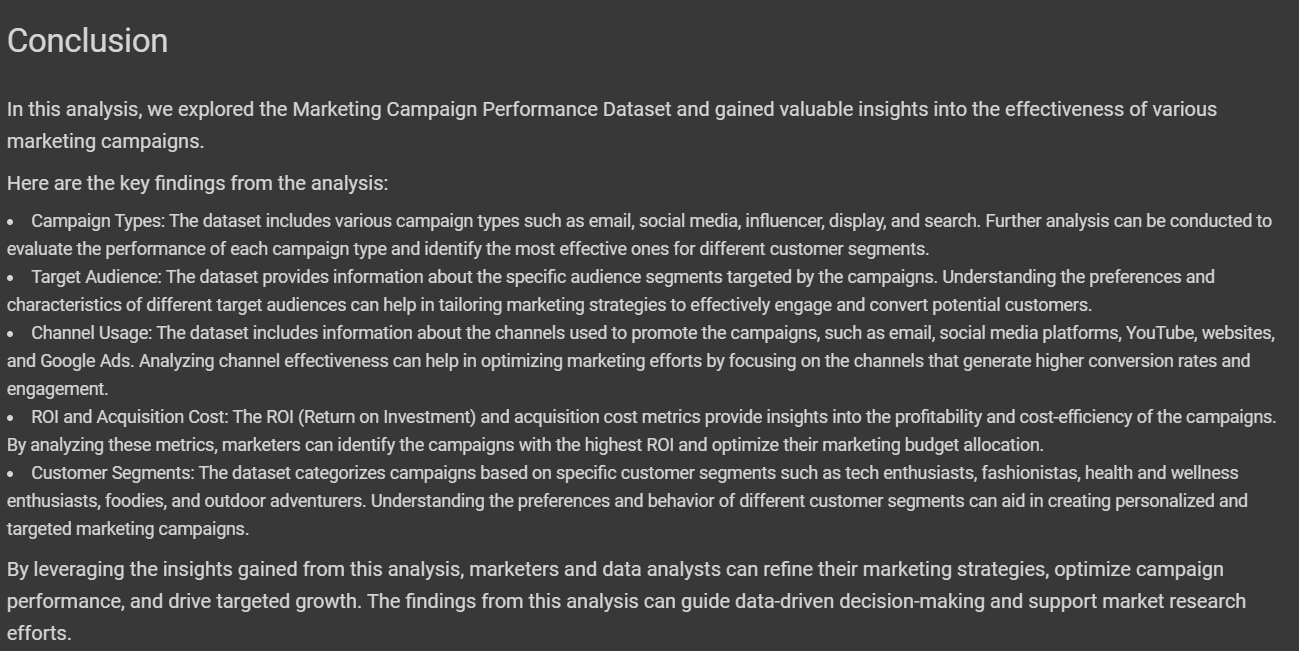 Conclusion
In this analysis, we explored the Marketing Campaign Performance Dataset and gained valuable insights into the effectiveness of various
marketing campaigns.
Here are the key findings from the analysis:
• Campaign Types: The dataset includes various campaign types such as email, social media, influencer, display, and search. Further analysis can be conducted to
evaluate the performance of each campaign type and identify the most effective ones for different customer segments.
• Target Audience: The dataset provides information about the specific audience segments targeted by the campaigns. Understanding the preferences and
characteristics of different target audiences can help in tailoring marketing strategies to effectively engage and convert potential customers.
• Channel Usage: The dataset includes information about the channels used to promote the campaigns, such as email, social media platforms, YouTube, websites,
and Google Ads. Analyzing channel effectiveness can help in optimizing marketing efforts by focusing on the channels that generate higher conversion rates and
engagement.
• ROI and Acquisition Cost: The ROI (Return on Investment) and acquisition cost metrics provide insights into the profitability and cost-efficiency of the campaigns.
By analyzing these metrics, marketers can identify the campaigns with the highest ROI and optimize their marketing budget allocation.
• Customer Segments: The dataset categorizes campaigns based on specific customer segments such as tech enthusiasts, fashionistas, health and wellness
enthusiasts, foodies, and outdoor adventurers. Understanding the preferences and behavior of different customer segments can aid in creating personalized and
targeted marketing campaigns.
By leveraging the insights gained from this analysis, marketers and data analysts can refine their marketing strategies, optimize campaign
performance, and drive targeted growth. The findings from this analysis can guide data-driven decision-making and support market research
efforts.